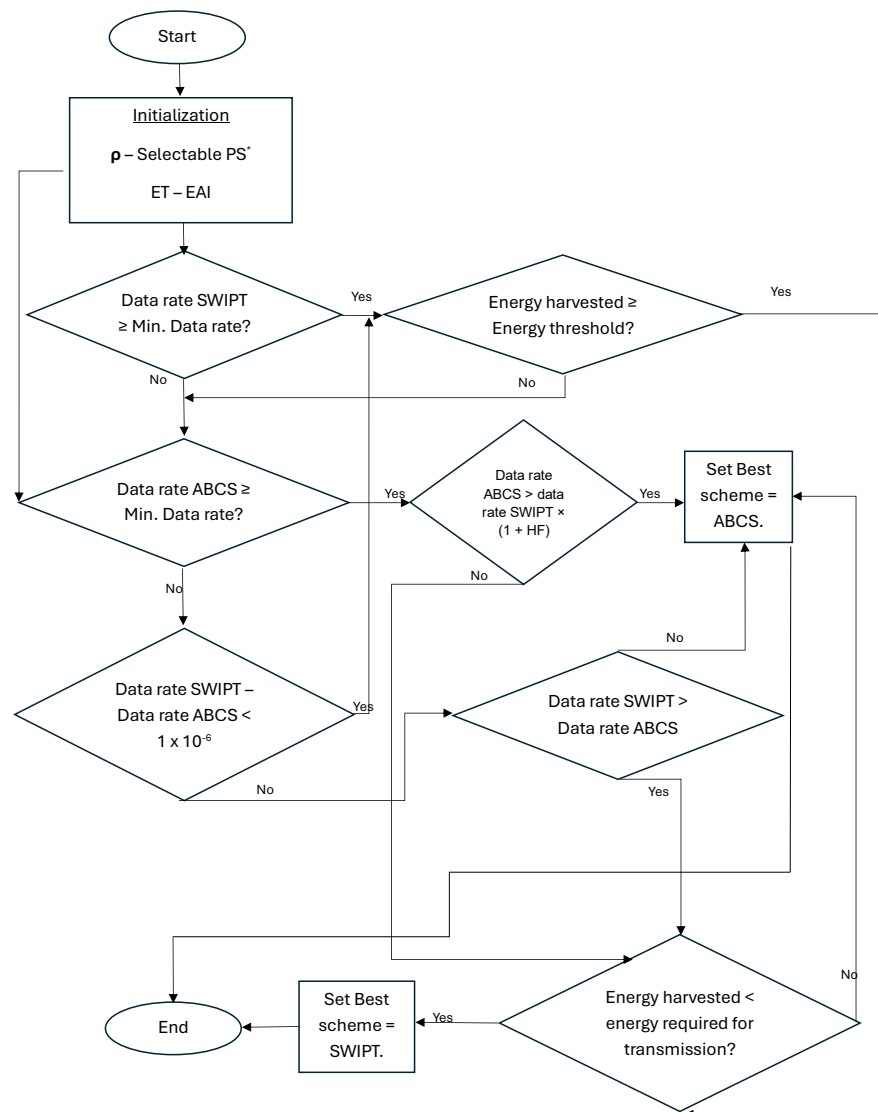 Start
Initialization
ρ – Selectable PS*
ET – EAI
Data rate SWIPT
≥ Min. Data rate?
Yes
Energy harvested ≥
Energy threshold?
Yes
No
No
Data rate ABCS ≥
Min. Data rate?
Yes
Data rate
ABCS > data
rate SWIPT ×
(1 + HF)
Yes
Set Best
scheme =
ABCS.
No
No
Data rate SWIPT –
Data rate ABCS <
1 x 10⁻⁶
Yes
No
Data rate SWIPT >
Data rate ABCS
No
Yes
Energy harvested <
energy required for
transmission?
No
Yes
Set Best
scheme =
SWIPT.
End